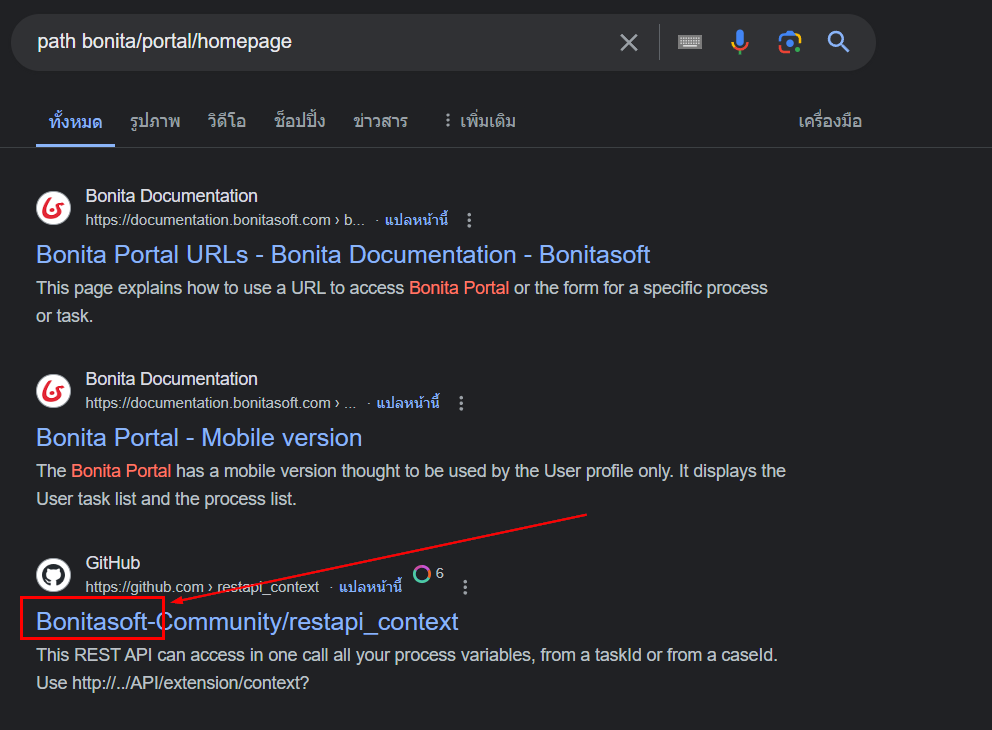 path bonita/portal/homepage
ทั้งหมด รูปภาพ วิดีโอ ช็อปปิ้ง ข่าวสาร เพิ่มเติม เครื่องมือ
Bonita Documentation
https://documentation.bonitasoft.com › b... · แปลหน้านี้
Bonita Portal URLs - Bonita Documentation - Bonitasoft
This page explains how to use a URL to access Bonita Portal or the form for a specific process
or task.
Bonita Documentation
https://documentation.bonitasoft.com › ... · แปลหน้านี้
Bonita Portal - Mobile version
The Bonita Portal has a mobile version thought to be used by the User profile only. It displays the
User task list and the process list.
GitHub
https://github.com › restapi_context · แปลหน้านี้ 6
Bonitasoft-Community/restapi_context
This REST API can access in one call all your process variables, from a taskId or from a caseId.
Use http://../API/extension/context?